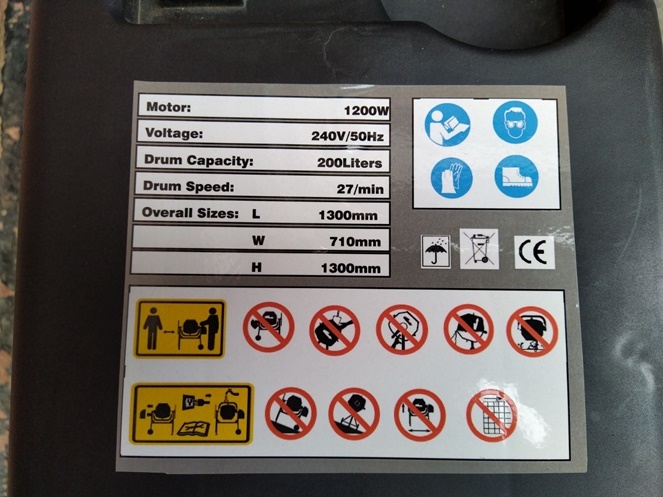 Motor: 1200W
Voltage: 240V/50Hz
Drum Capacity: 200Liters
Drum Speed: 27/min
Overall Sizes: L 1300mm
W 710mm
H 1300mm
CE